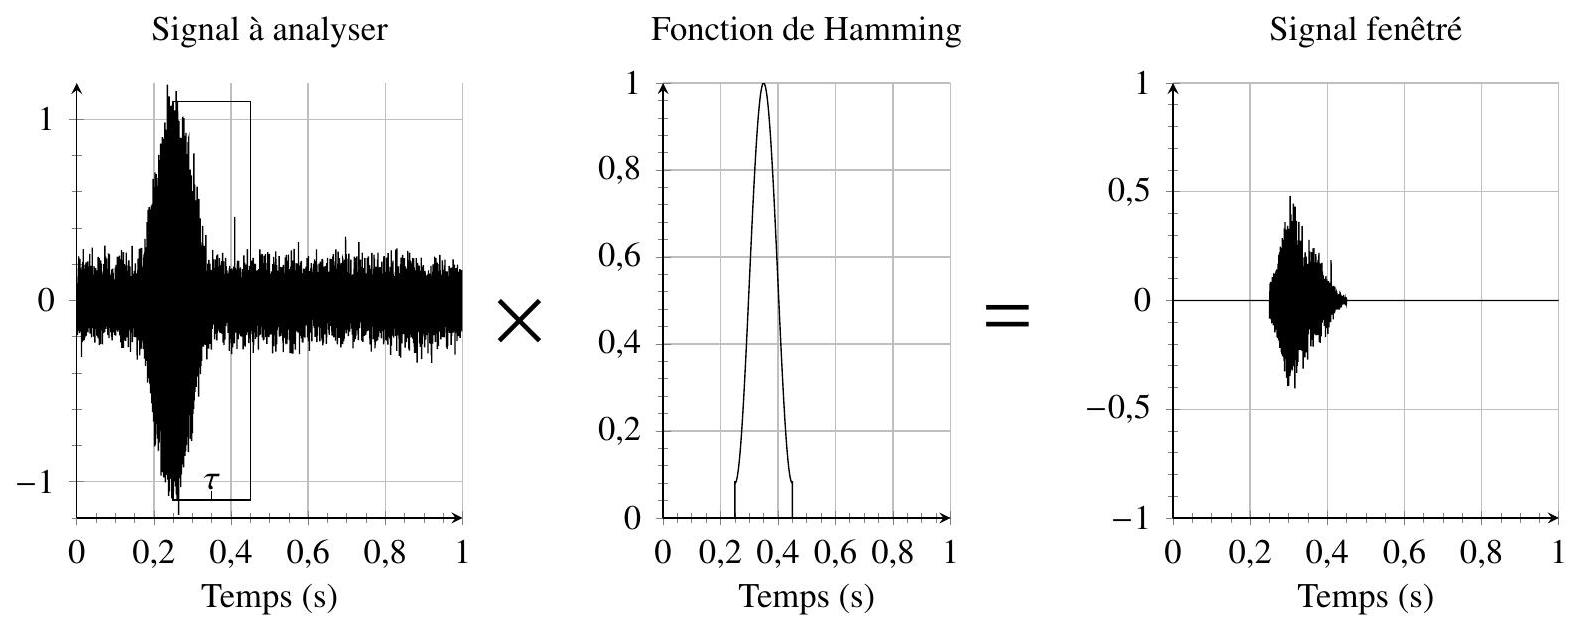 Signal à analyser
1
0
−1
τ
0 0,2 0,4 0,6 0,8 1
Temps (s)
×
Fonction de Hamming
1
0,8
0,6
0,4
0,2
0
0 0,2 0,4 0,6 0,8 1
Temps (s)
=
Signal fenêtré
1
0,5
0
−0,5
−1
0 0,2 0,4 0,6 0,8 1
Temps (s)